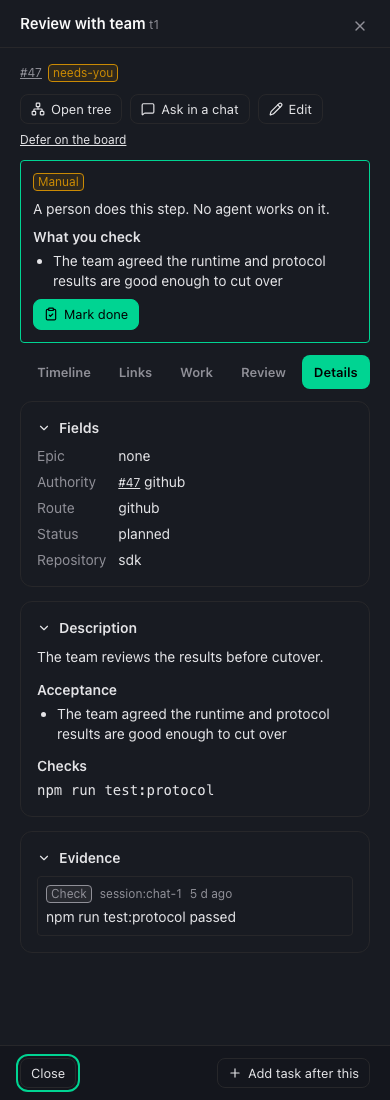 Review with team t1
#47 needs-you
Open tree Ask in a chat Edit
Defer on the board
Manual
A person does this step. No agent works on it.
What you check
• The team agreed the runtime and protocol
results are good enough to cut over
Mark done
Timeline Links Work Review Details
Fields
Epic none
Authority #47 github
Route github
Status planned
Repository sdk
Description
The team reviews the results before cutover.
Acceptance
• The team agreed the runtime and protocol
results are good enough to cut over
Checks
npm run test:protocol
Evidence
Check session:chat-1 5 d ago
npm run test:protocol passed
Close + Add task after this